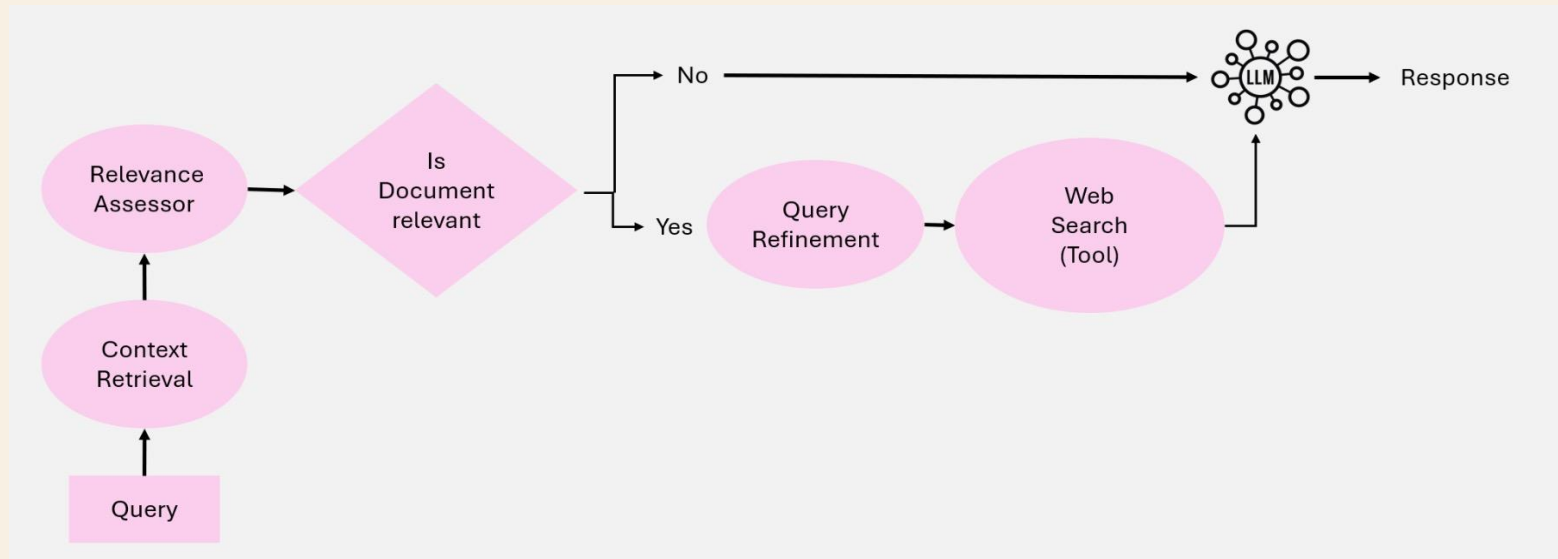 Query
Context
Retrieval
Relevance
Assessor
Is
Document
relevant
No
Yes
Query
Refinement
Web
Search
(Tool)
LLM
Response